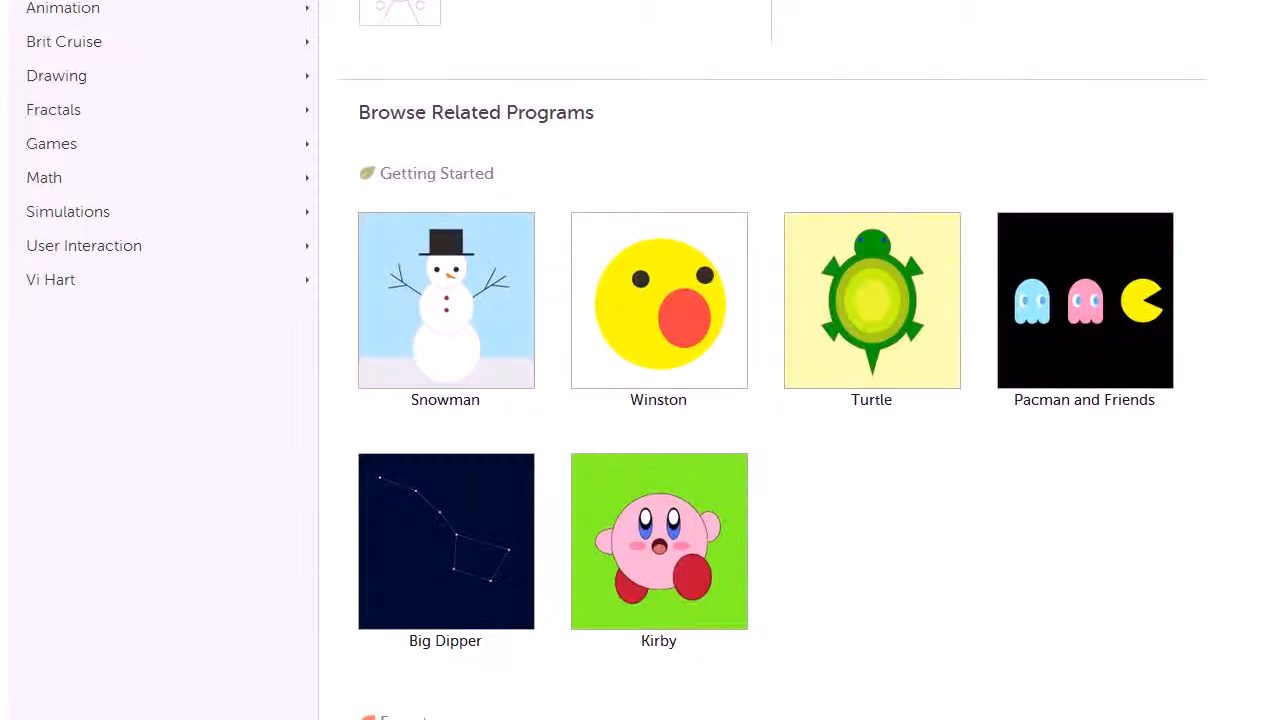 Animation
Brit Cruise
Drawing
Fractals
Games
Math
Simulations
User Interaction
Vi Hart
Browse Related Programs
Getting Started
Snowman
Winston
Turtle
Pacman and Friends
Big Dipper
Kirby